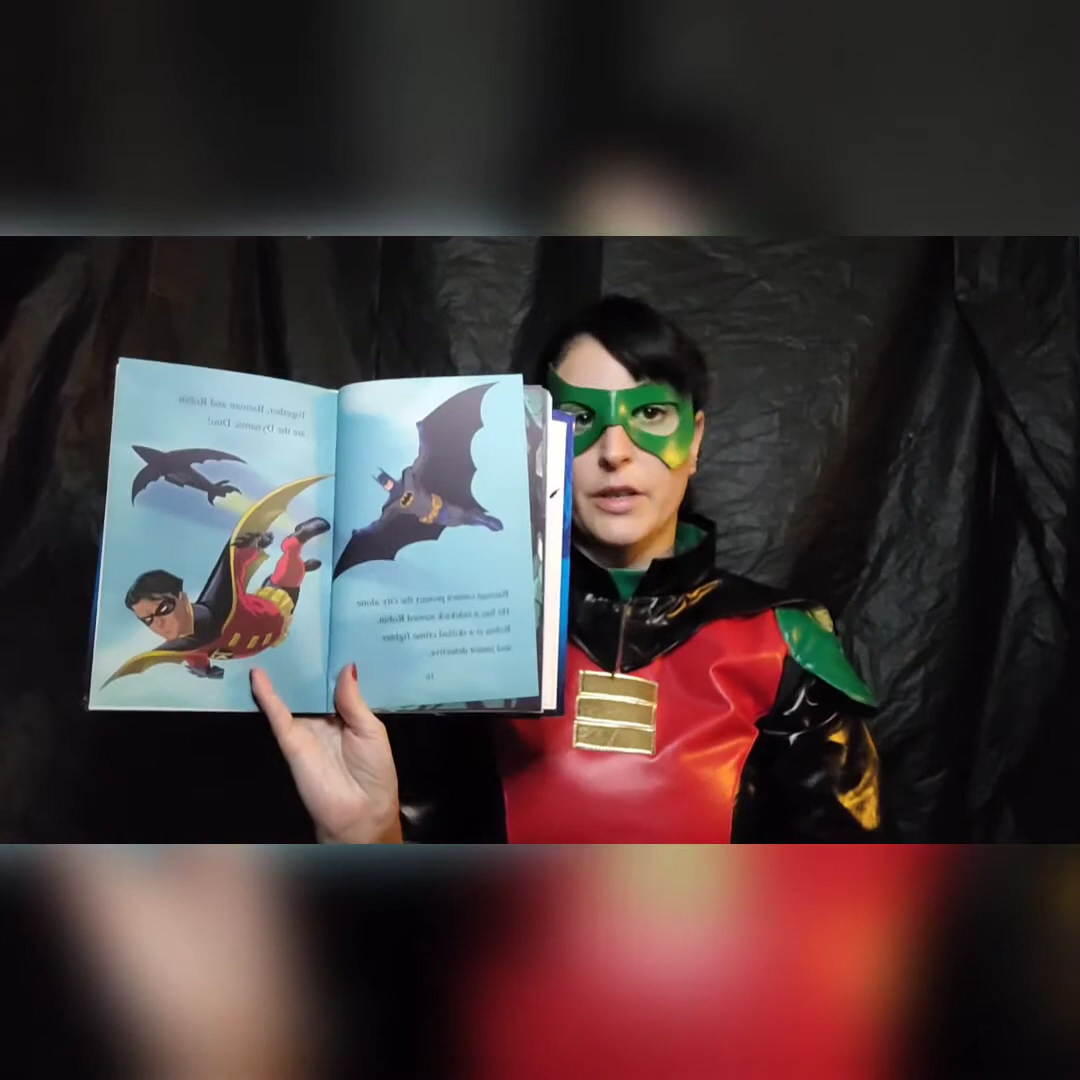 Batman cannot protect the city alone.
He has a sidekick named Robin.
Robin is a skilled crime fighter
and junior detective.
16
Together, Batman and Robin
are the Dynamic Duo!